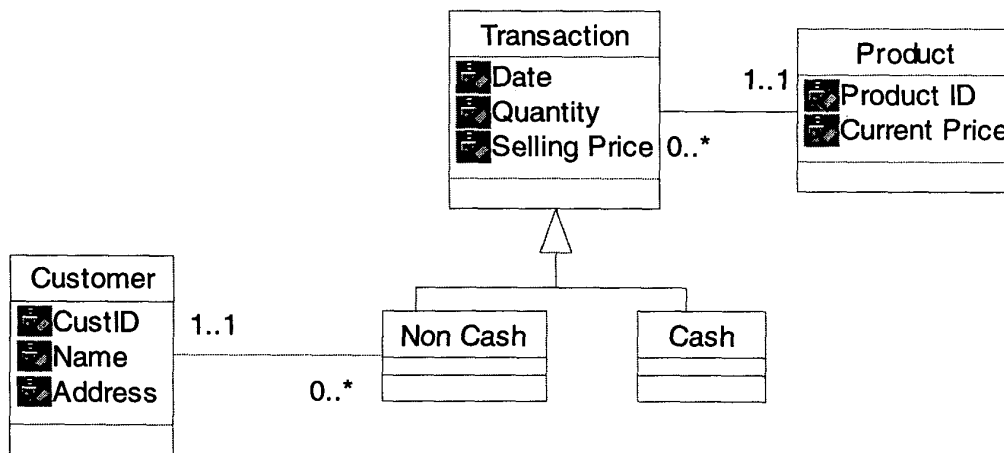 Transaction
Date
Quantity
Selling Price
0..*
1..1
Product
Product ID
Current Price
Customer
CustID
Name
Address
1..1
0..*
Non Cash
Cash